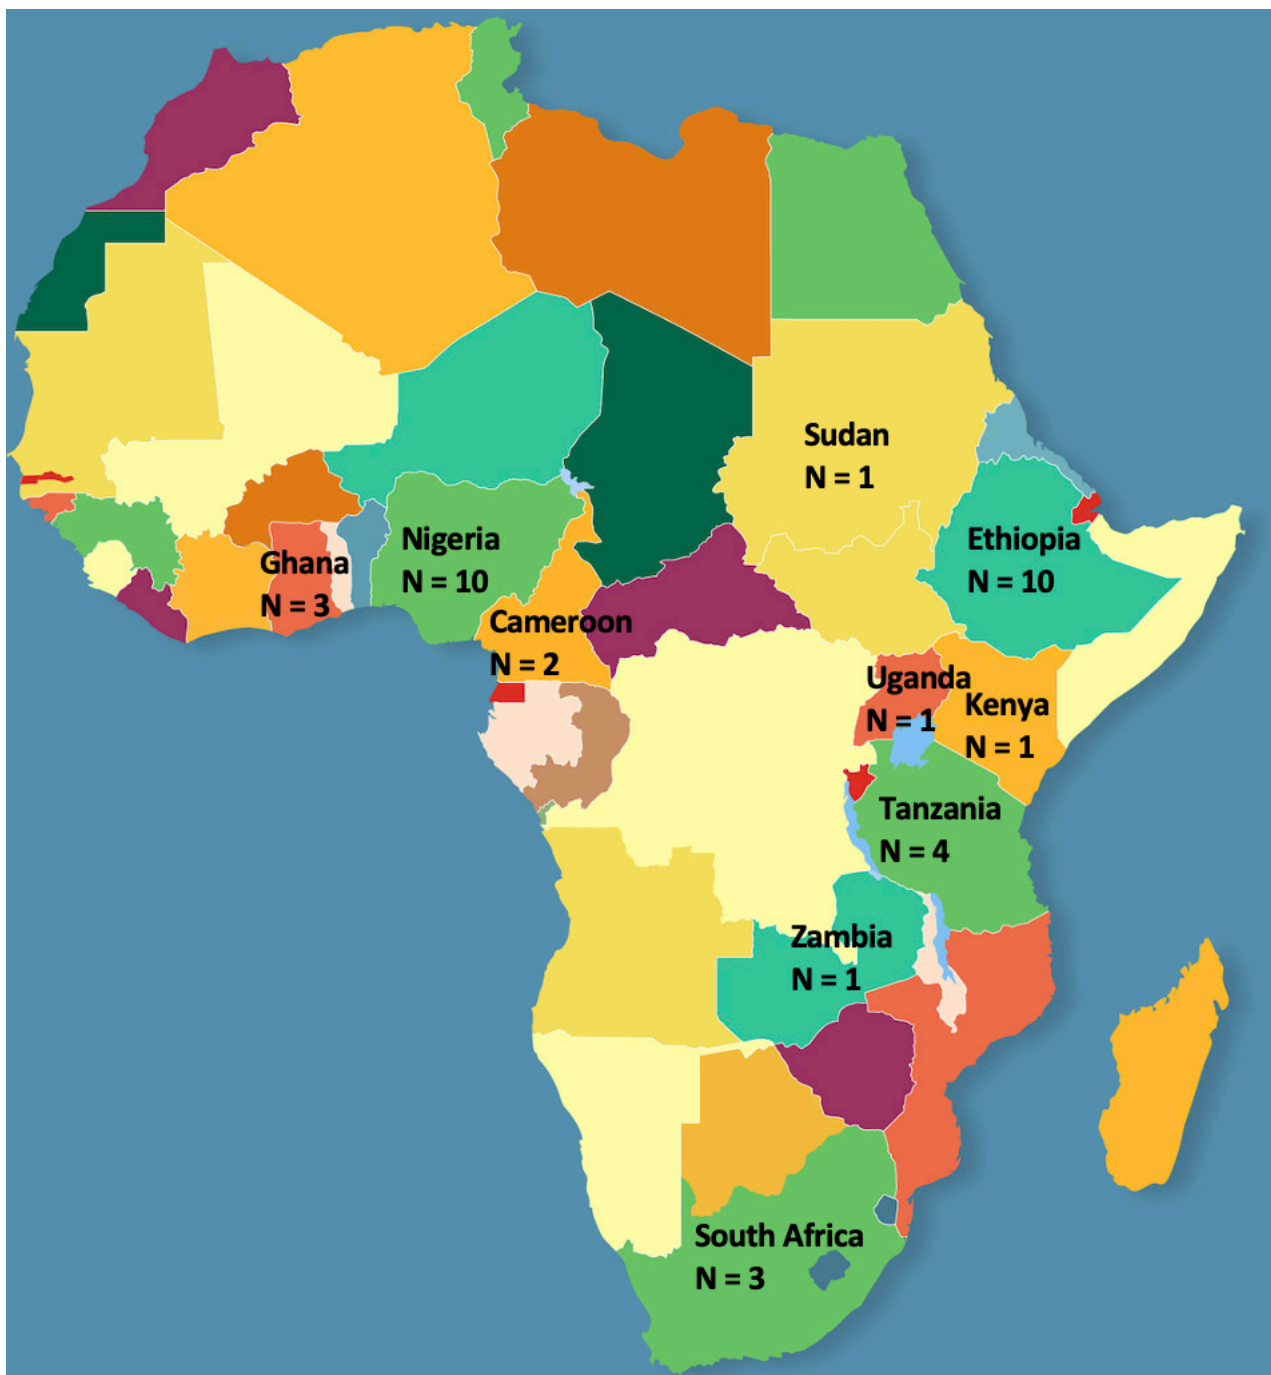 Sudan
N = 1
Nigeria
N = 10
Ethiopia
N = 10
Ghana
N = 3
Cameroon
N = 2
Uganda
N = 1
Kenya
N = 1
Tanzania
N = 4
Zambia
N = 1
South Africa
N = 3